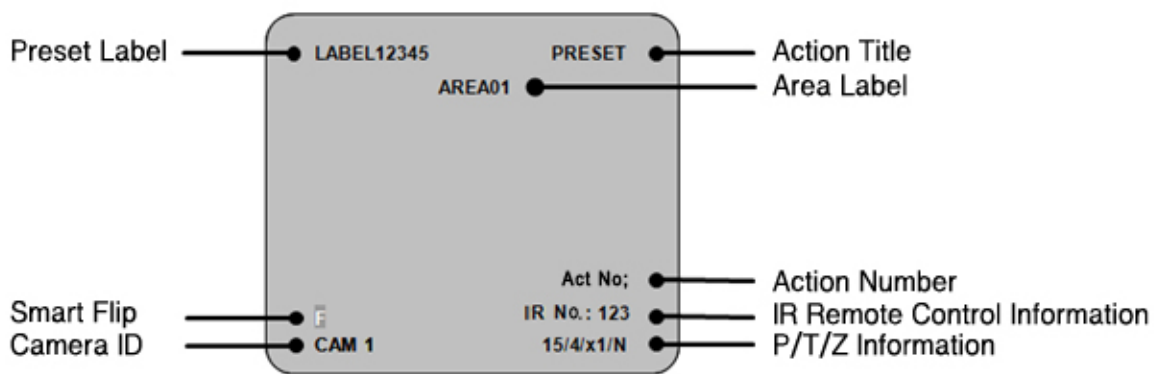 Preset Label LABEL12345 PRESET Action Title
AREA01 Area Label
Act No; Action Number
Smart Flip F IR No.: 123 IR Remote Control Information
Camera ID CAM 1 15/4/x1/N P/T/Z Information